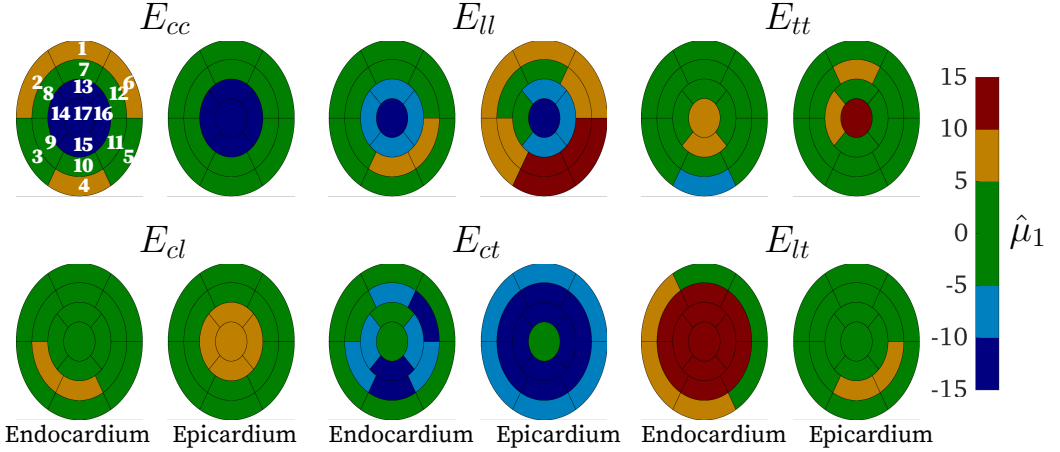 E_cc E_ll E_tt
1
7
2 13 6
8 12
14 17 16
15
9 11
3 10 5
4
15
10
5
0
-5
-10
-15
μ̂_1
E_cl E_ct E_lt
Endocardium Epicardium Endocardium Epicardium Endocardium Epicardium